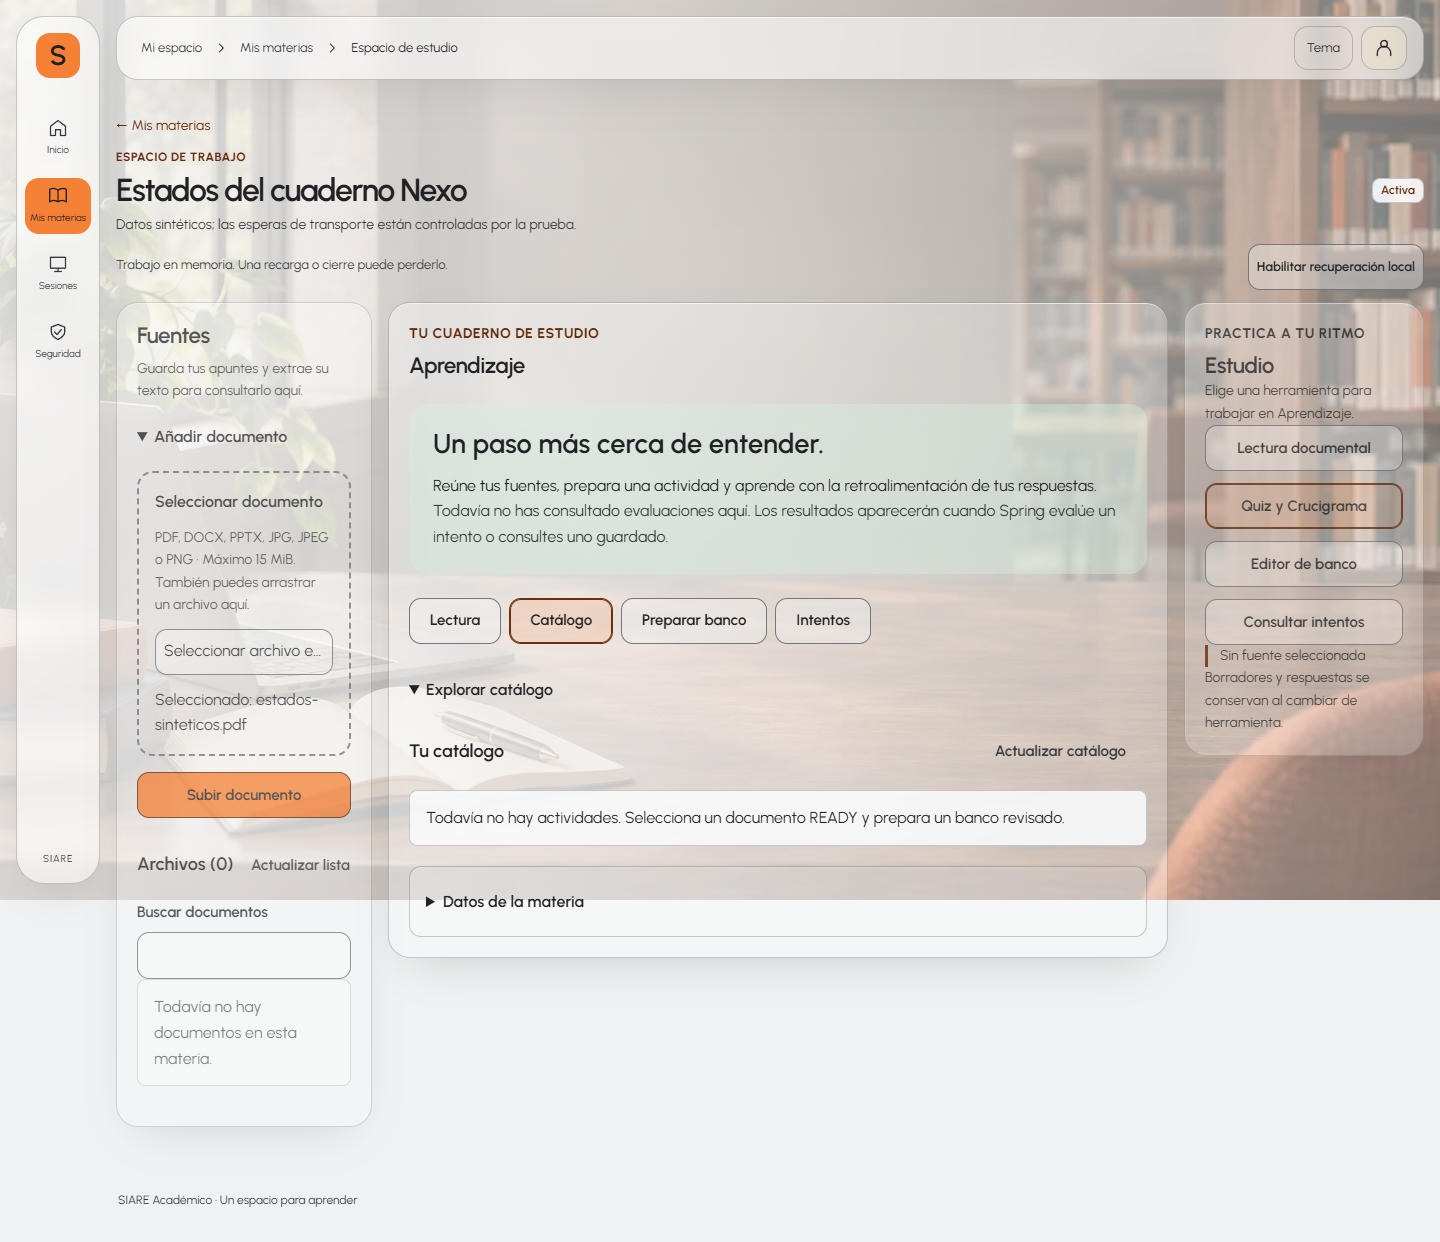 S
Inicio
Mis materias
Sesiones
Seguridad
SIARE
Mi espacio > Mis materias > Espacio de estudio
Tema
← Mis materias
ESPACIO DE TRABAJO
Estados del cuaderno Nexo
Activa
Datos sintéticos; las esperas de transporte están controladas por la prueba.
Trabajo en memoria. Una recarga o cierre puede perderlo.
Habilitar recuperación local
Fuentes
Guarda tus apuntes y extrae su
texto para consultarlo aquí.
▼ Añadir documento
Seleccionar documento
PDF, DOCX, PPTX, JPG, JPEG
o PNG · Máximo 15 MiB.
También puedes arrastrar
un archivo aquí.
Seleccionar archivo e...
Seleccionado: estados-
sinteticos.pdf
Subir documento
Archivos (0) Actualizar lista
Buscar documentos
Todavía no hay
documentos en esta
materia.
TU CUADERNO DE ESTUDIO
Aprendizaje
Un paso más cerca de entender.
Reúne tus fuentes, prepara una actividad y aprende con la retroalimentación de tus respuestas.
Todavía no has consultado evaluaciones aquí. Los resultados aparecerán cuando Spring evalúe un
intento o consultes uno guardado.
Lectura Catálogo Preparar banco Intentos
▼ Explorar catálogo
Tu catálogo Actualizar catálogo
Todavía no hay actividades. Selecciona un documento READY y prepara un banco revisado.
▶ Datos de la materia
PRACTICA A TU RITMO
Estudio
Elige una herramienta para
trabajar en Aprendizaje.
Lectura documental
Quiz y Crucigrama
Editor de banco
Consultar intentos
Sin fuente seleccionada
Borradores y respuestas se
conservan al cambiar de
herramienta.
SIARE Académico · Un espacio para aprender